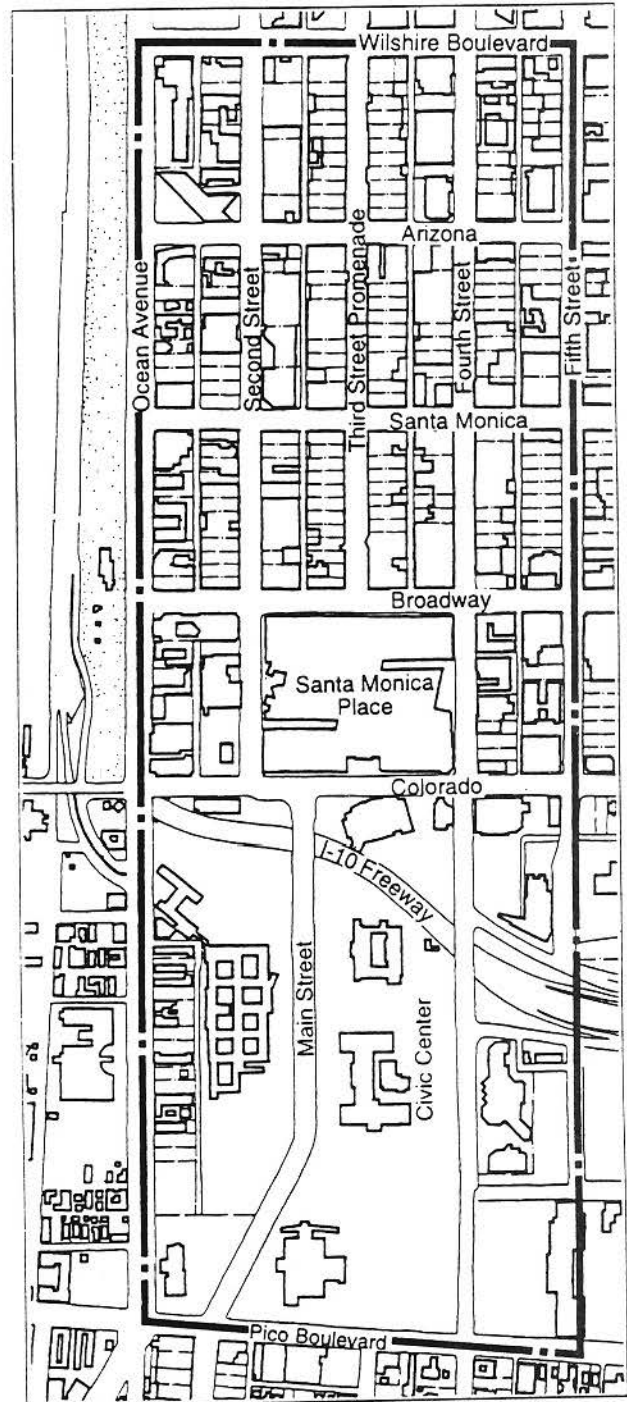 Wilshire Boulevard
Arizona
Ocean Avenue
Second Street
Third Street Promenade
Fourth Street
Fifth Street
Santa Monica
Broadway
Santa Monica
Place
Colorado
I-10 Freeway
Main Street
Civic Center
Pico Boulevard